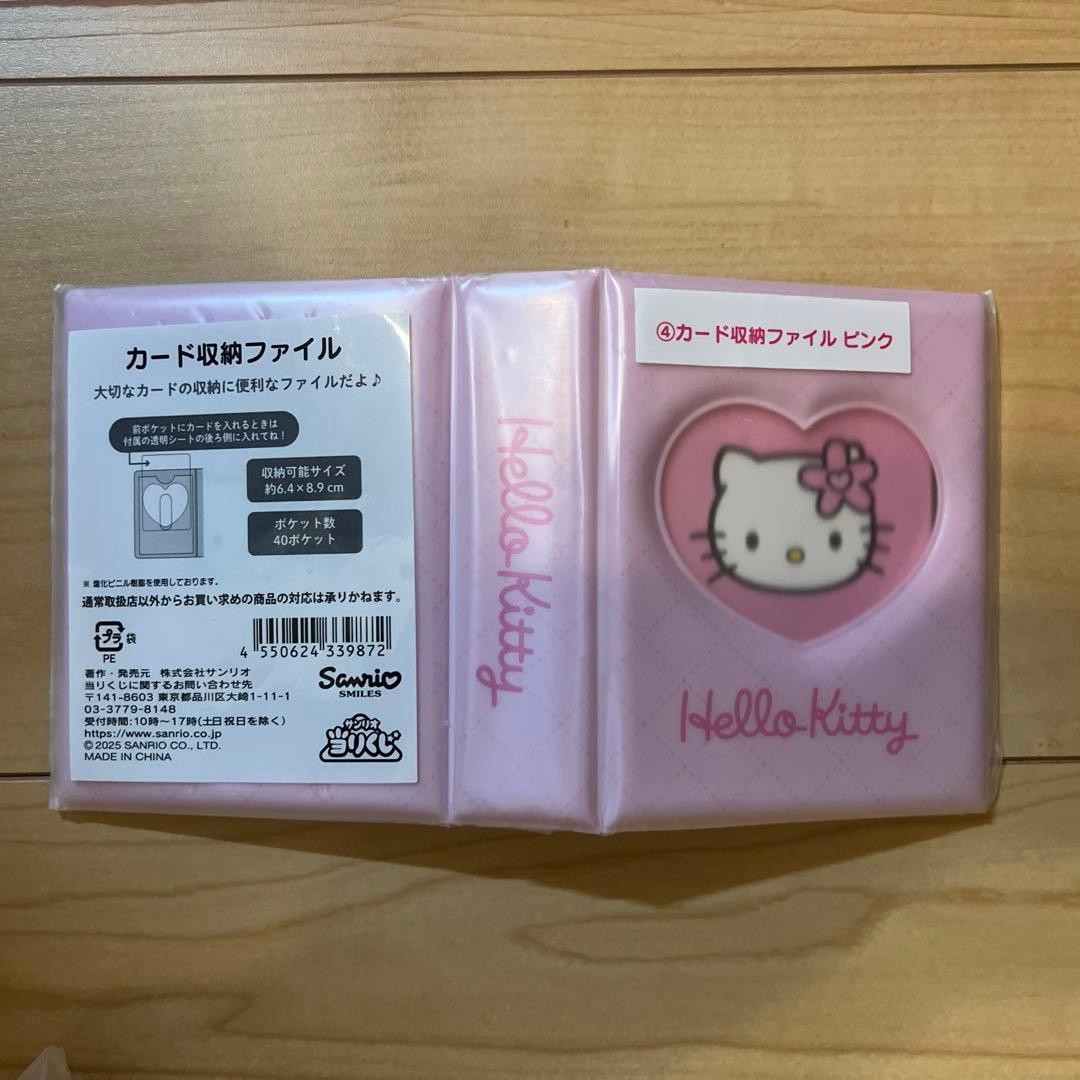 カード収納ファイル
大切なカードの収納に便利なファイルだよ♪
前ポケットにカードを入れるときは
付属の透明シートの後ろ側に入れてね!
収納可能サイズ
約6.4×8.9cm
ポケット数
40ポケット
※塩化ビニル樹脂を使用しております。
通常取扱店以外からお買い求めの商品の対応は承りかねます。
プラ 袋
PE
4 550624 339872
著作・発売元 株式会社サンリオ
当りくじに関するお問い合わせ先
〒141-8603 東京都品川区大崎1-11-1
03-3779-8148
受付時間:10時～17時(土日祝日を除く)
https://www.sanrio.co.jp
©2025 SANRIO CO., LTD.
MADE IN CHINA
Sanrio
SMILES
サンリオ
当りくじ
Hello Kitty
④カード収納ファイル ピンク
Hello Kitty